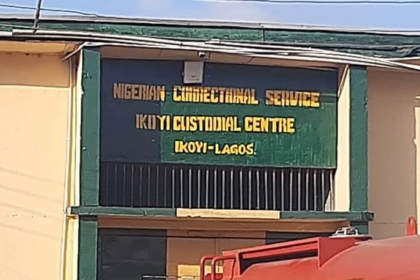 NIGERIAN CORRECTIONAL SERVICE
IKOYI CUSTODIAL CENTRE
IKOYI-LAGOS.